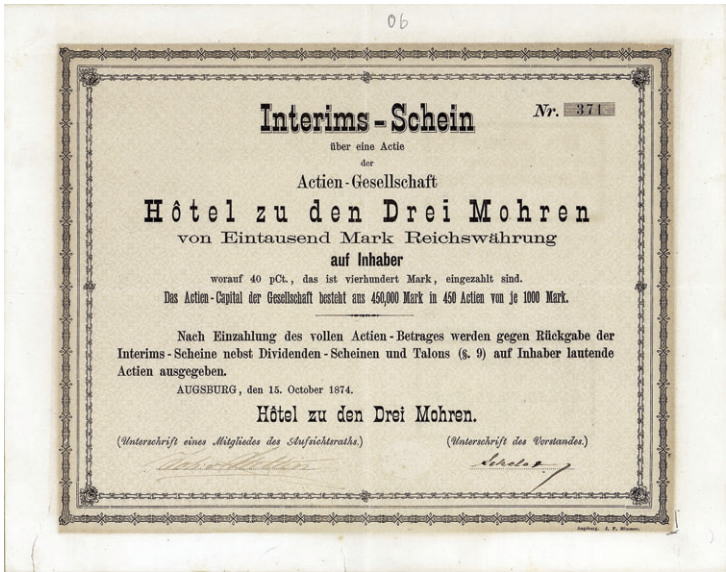 06
Interims-Schein
Nr. 371
über eine Actie
der
Actien-Gesellschaft
Hôtel zu den Drei Mohren
von Eintausend Mark Reichswährung
auf Inhaber
worauf 40 pCt., das ist vierhundert Mark, eingezahlt sind.
Das Actien-Capital der Gesellschaft besteht aus 450,000 Mark in 450 Actien von je 1000 Mark.
Nach Einzahlung des vollen Actien-Betrages werden gegen Rückgabe der
Interims-Scheine nebst Dividenden-Scheinen und Talons (§. 9) auf Inhaber lautende
Actien ausgegeben.
AUGSBURG, den 15. October 1874.
Hôtel zu den Drei Mohren.
(Unterschrift eines Mitgliedes des Aufsichtsraths.)
(Unterschrift des Vorstandes.)
Augsburg. J. P.